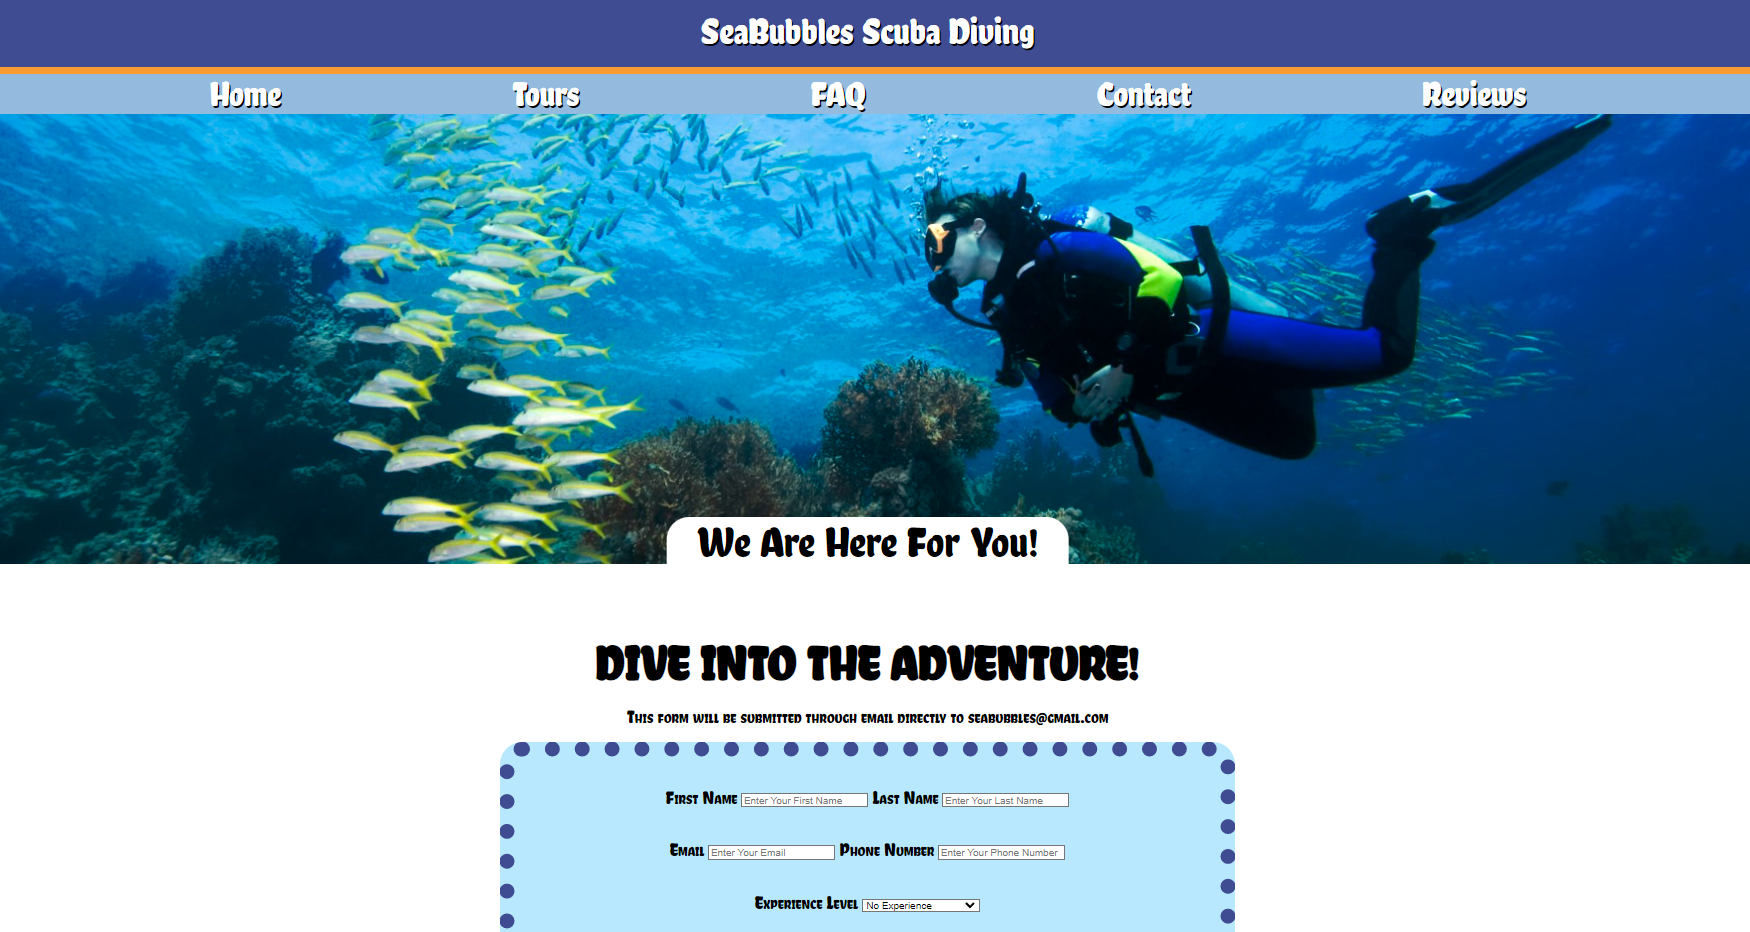 SeaBubbles Scuba Diving
Home Tours FAQ Contact Reviews
We Are Here For You!
DIVE INTO THE ADVENTURE!
This form will be submitted through email directly to seabubbles@gmail.com
First Name Enter Your First Name Last Name Enter Your Last Name
Email Enter Your Email Phone Number Enter Your Phone Number
Experience Level No Experience